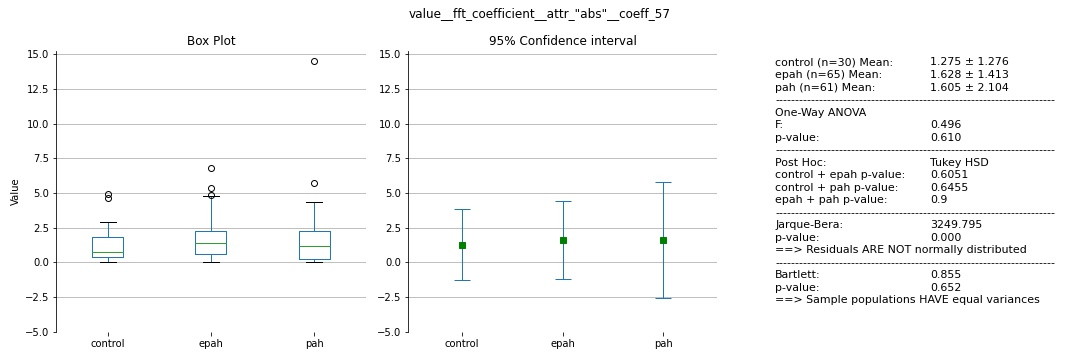 value__fft_coefficient__attr_"abs"__coeff_57
Box Plot
15.0
12.5
10.0
7.5
5.0
2.5
0.0
−2.5
−5.0
Value
control
epah
pah
95% Confidence interval
15.0
12.5
10.0
7.5
5.0
2.5
0.0
−2.5
−5.0
control
epah
pah
control (n=30) Mean: 1.275 ± 1.276
epah (n=65) Mean: 1.628 ± 1.413
pah (n=61) Mean: 1.605 ± 2.104
One-Way ANOVA
F: 0.496
p-value: 0.610
Post Hoc: Tukey HSD
control + epah p-value: 0.6051
control + pah p-value: 0.6455
epah + pah p-value: 0.9
Jarque-Bera: 3249.795
p-value: 0.000
==> Residuals ARE NOT normally distributed
Bartlett: 0.855
p-value: 0.652
==> Sample populations HAVE equal variances